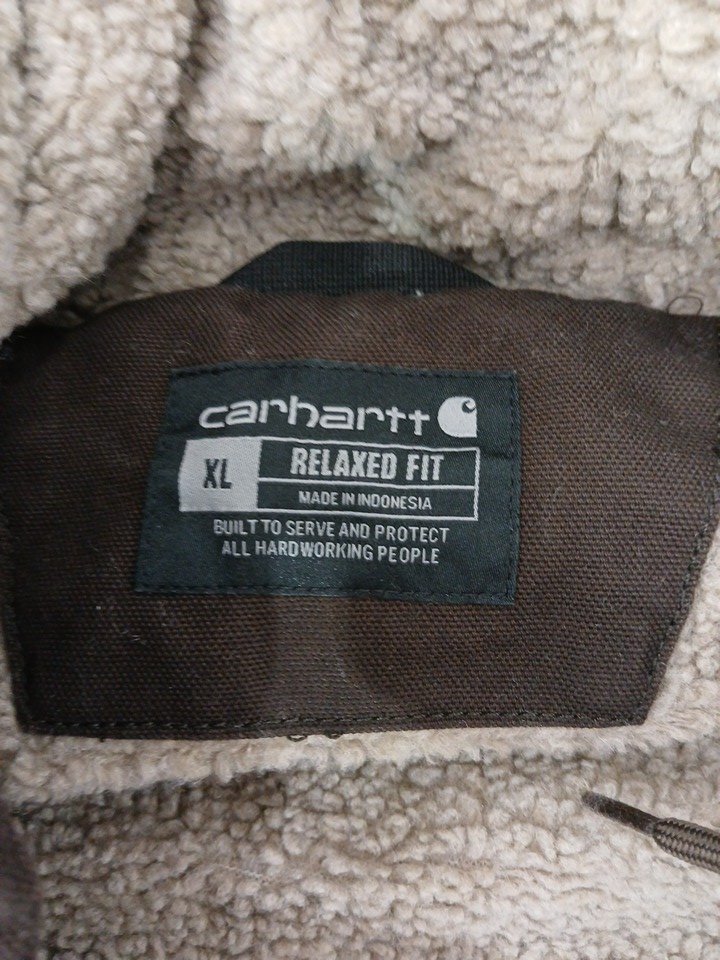 carhartt
XL
RELAXED FIT
MADE IN INDONESIA
BUILT TO SERVE AND PROTECT
ALL HARDWORKING PEOPLE